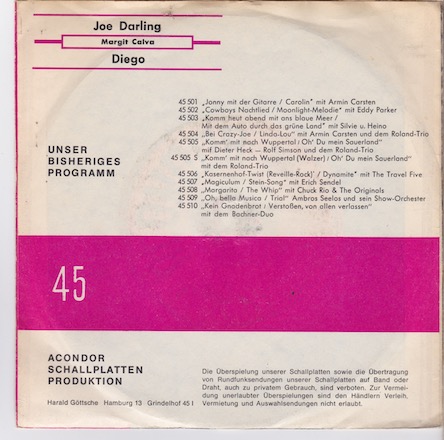 Joe Darling
Margit Calva
Diego
UNSER
BISHERIGES
PROGRAMM
45 501 „Jonny mit der Gitarre / Carolin" mit Armin Carsten
45 502 „Cowboys Nachtlied / Moonlight-Melodie" mit Eddy Parker
45 503 „Komm heut abend mit ans blaue Meer /
Mit dem Auto durch das grüne Land" mit Silvie u. Heino
45 504 „Bei Crazy-Joe / Linda-Lou" mit Armin Carsten und dem Roland-Trio
45 505 „Komm' mit nach Wuppertal / Oh' Du mein Sauerland"
mit Dieter Heck — Rolf Simson und dem Roland-Trio
45 505 S „Komm' mit nach Wuppertal (Walzer) / Oh' Du mein Sauerland"
mit dem Roland-Trio
45 506 „Kasernenhof-Twist (Reveille-Rock)' / Dynamite" mit The Travel Five
45 507 „Magiculum / Stein-Song" mit Erich Sendel
45 508 „Margarita / The Whip" mit Chuck Rio & The Originals
45 509 „Oh, bella Musica / Trial" Ambros Seelos und sein Show-Orchester
45 510 „Kein Gnadenbrot / Verstoßen, von allen verlassen"
mit dem Bachner-Duo
45
ACONDOR
SCHALLPLATTEN
PRODUKTION
Harald Göttsche Hamburg 13 Grindelhof 45 I
Die Überspielung unserer Schallplatten sowie die Übertragung
von Rundfunksendungen unserer Schallplatten auf Band oder
Draht, auch zu privatem Gebrauch, sind verboten. Zur Vermei-
dung unerlaubter Überspielungen sind den Händlern Verleih,
Vermietung und Auswahlsendungen nicht erlaubt.